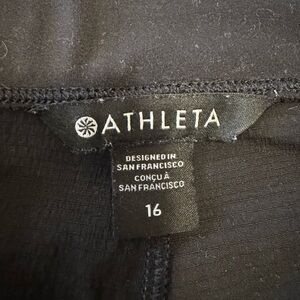 ATHLETA
DESIGNED IN
SAN FRANCISCO
CONÇU À
SAN FRANCISCO
16